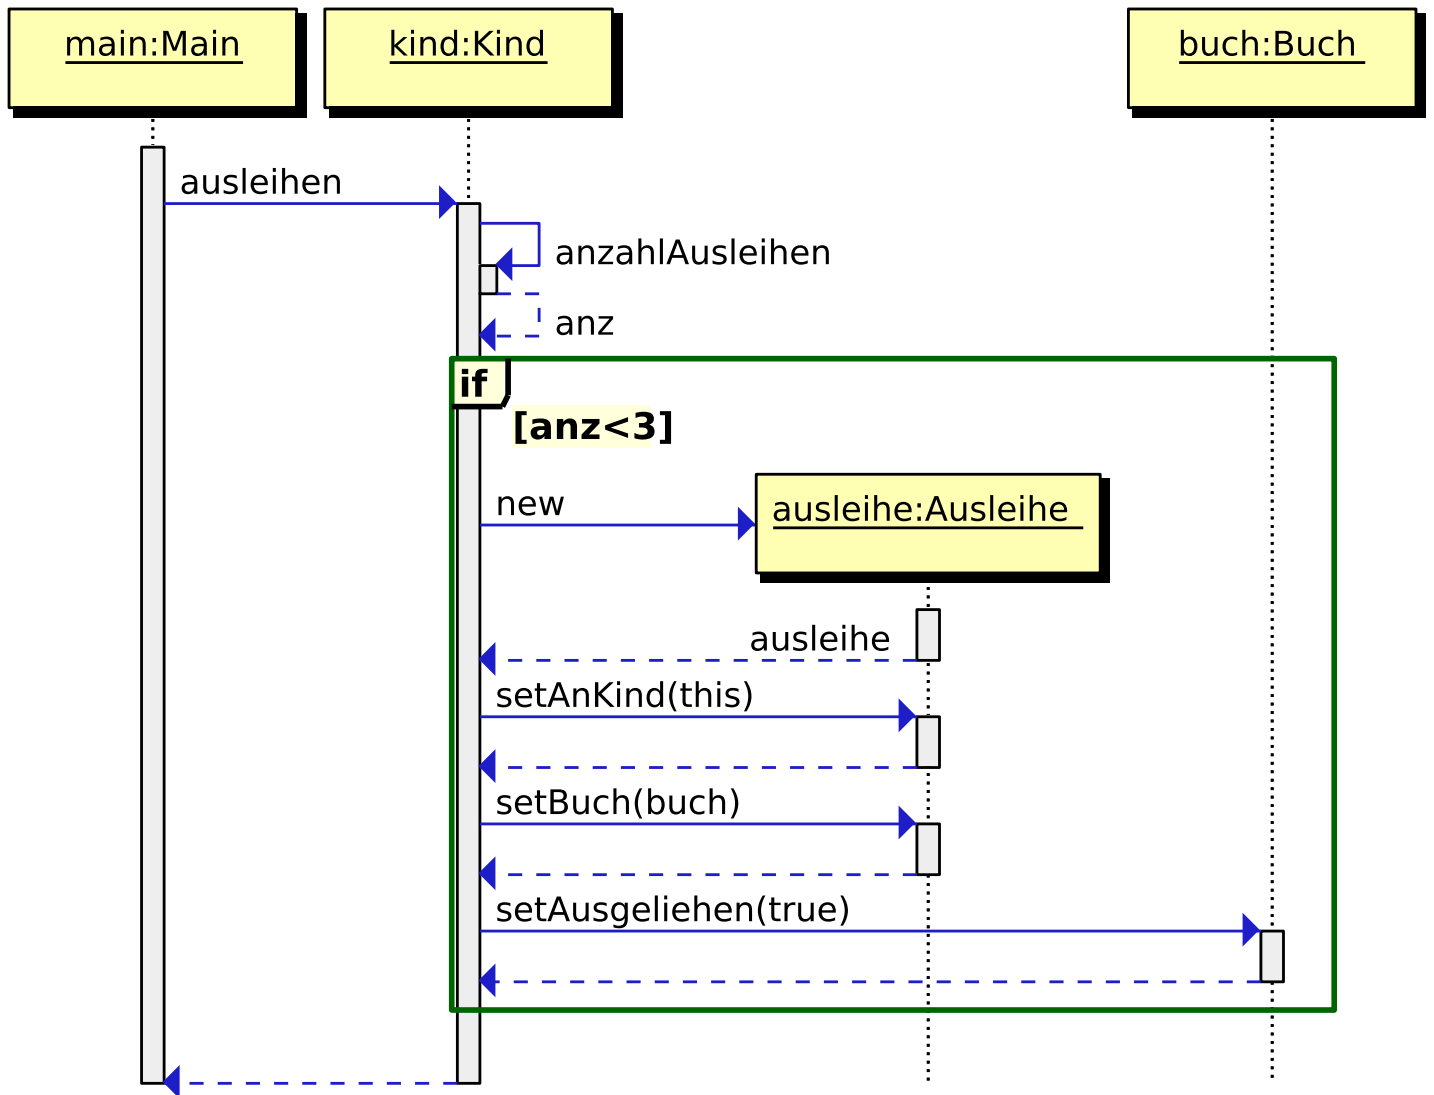 main:Main
kind:Kind
buch:Buch
ausleihen
anzahlAusleihen
anz
if
[anz<3]
new
ausleihe:Ausleihe
ausleihe
setAnKind(this)
setBuch(buch)
setAusgeliehen(true)